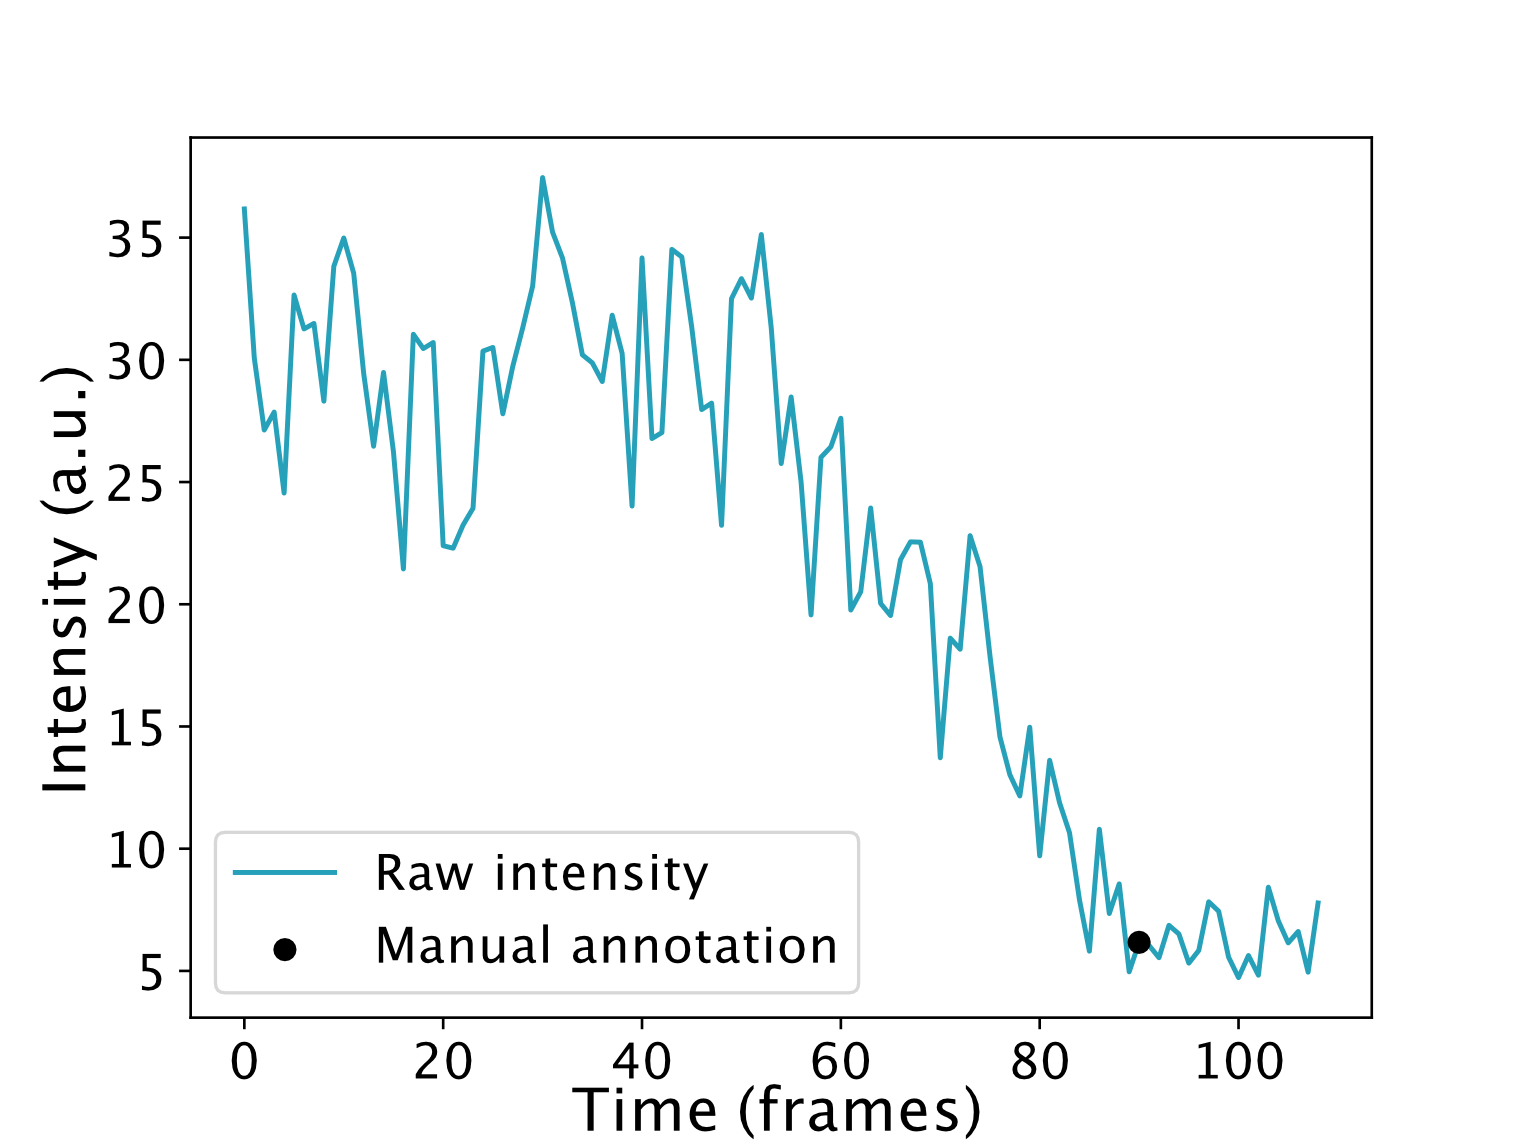 35
30
25
20
15
10
5
Intensity (a.u.)
Raw intensity
Manual annotation
0 20 40 60 80 100
Time (frames)